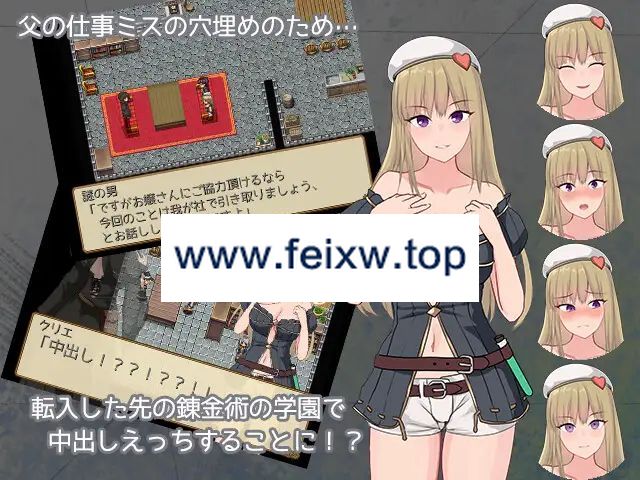 父の仕事ミスの穴埋めのため…
謎の男
「ですがお嬢さんにご協力頂けるなら
今回のことは我が社で引き取りましょう、
とお話し
www.feixw.top
クリエ
「中出し！？？！？？！
転入した先の錬金術の学園で
中出しえっちすることに！？